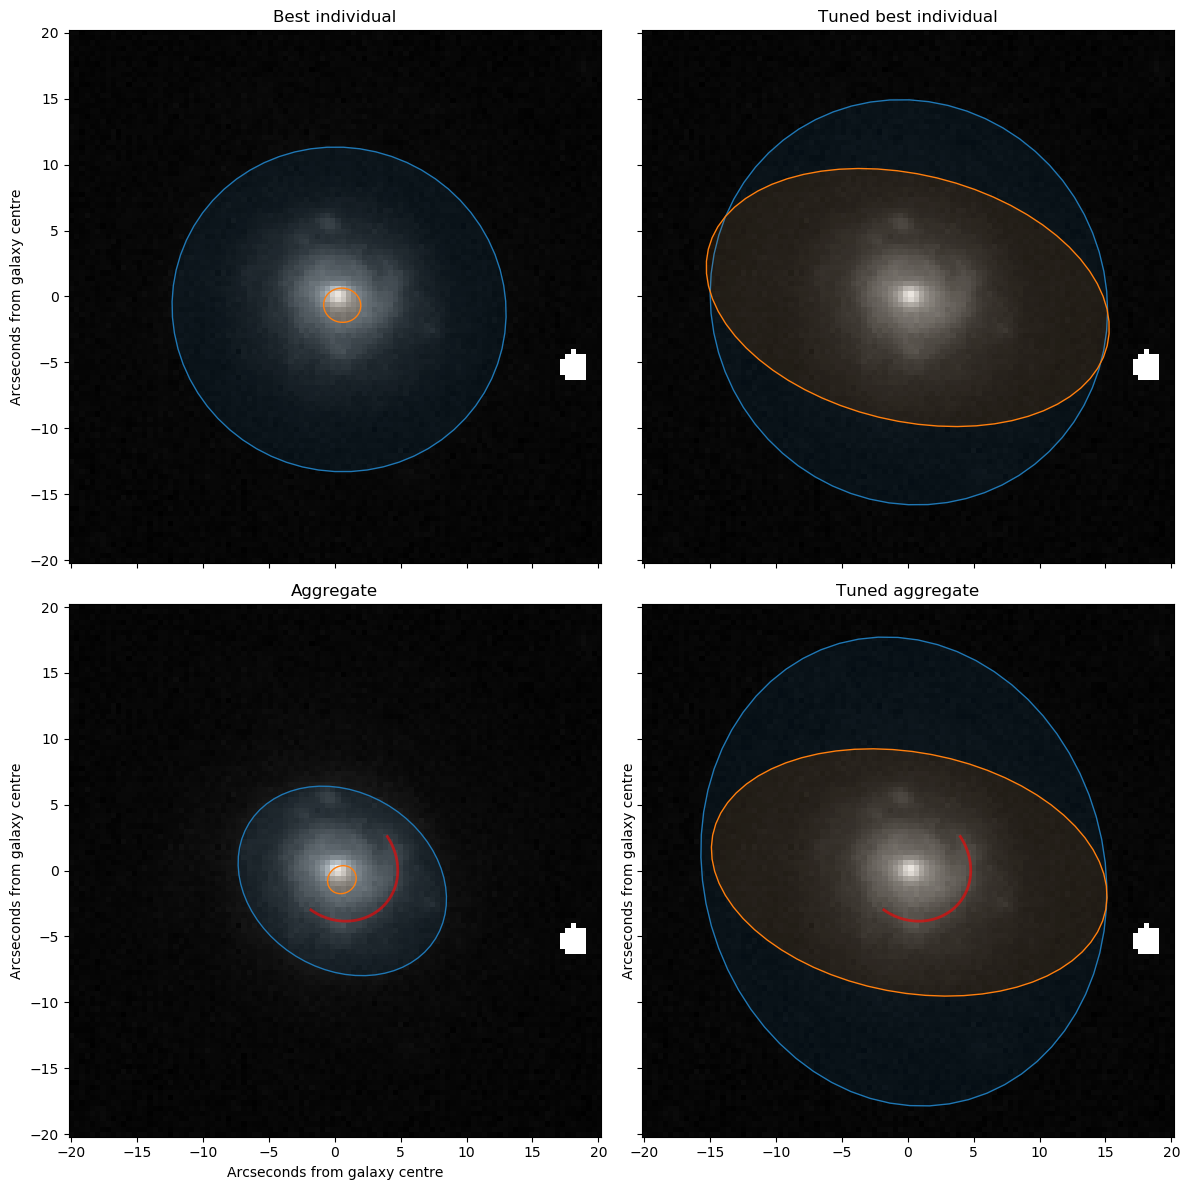 Best individual
Tuned best individual
20
15
10
5
0
−5
−10
−15
−20
Arcseconds from galaxy centre
Aggregate
Tuned aggregate
20
15
10
5
0
−5
−10
−15
−20
Arcseconds from galaxy centre
Arcseconds from galaxy centre
−20 −15 −10 −5 0 5 10 15 20
−20 −15 −10 −5 0 5 10 15 20
Arcseconds from galaxy centre